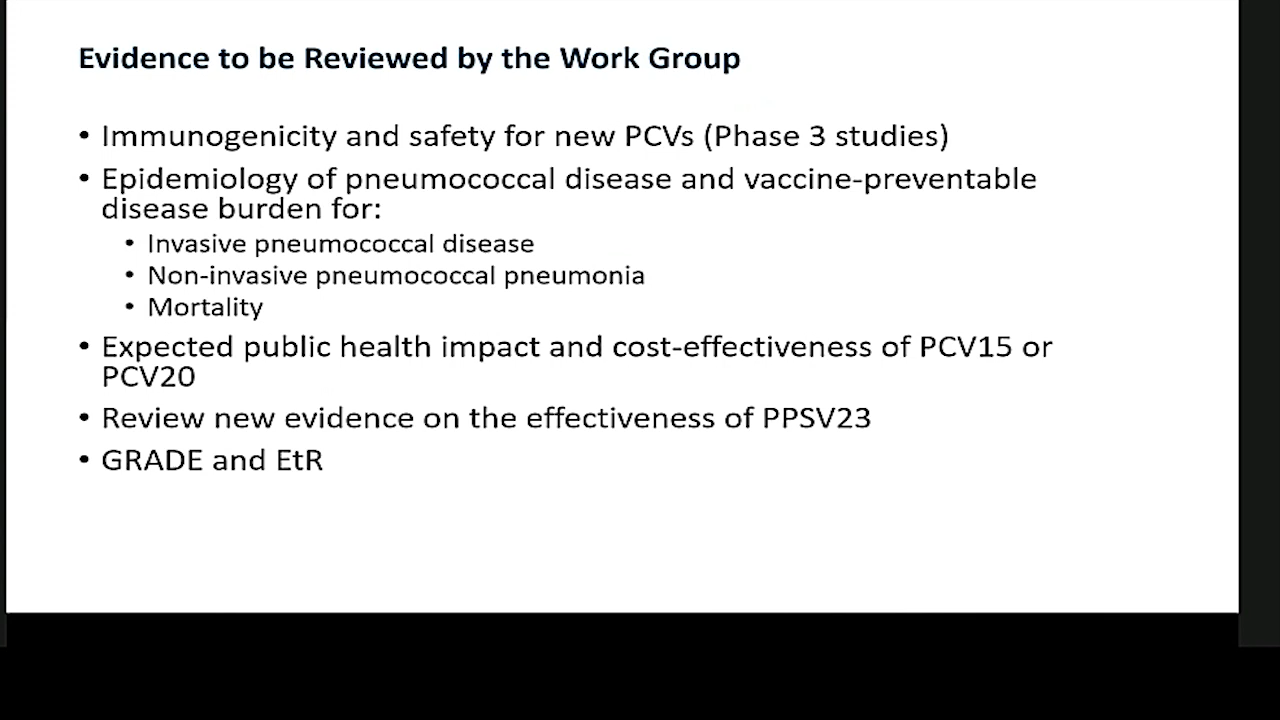 Evidence to be Reviewed by the Work Group
• Immunogenicity and safety for new PCVs (Phase 3 studies)
• Epidemiology of pneumococcal disease and vaccine-preventable
disease burden for:
• Invasive pneumococcal disease
• Non-invasive pneumococcal pneumonia
• Mortality
• Expected public health impact and cost-effectiveness of PCV15 or
PCV20
• Review new evidence on the effectiveness of PPSV23
• GRADE and EtR